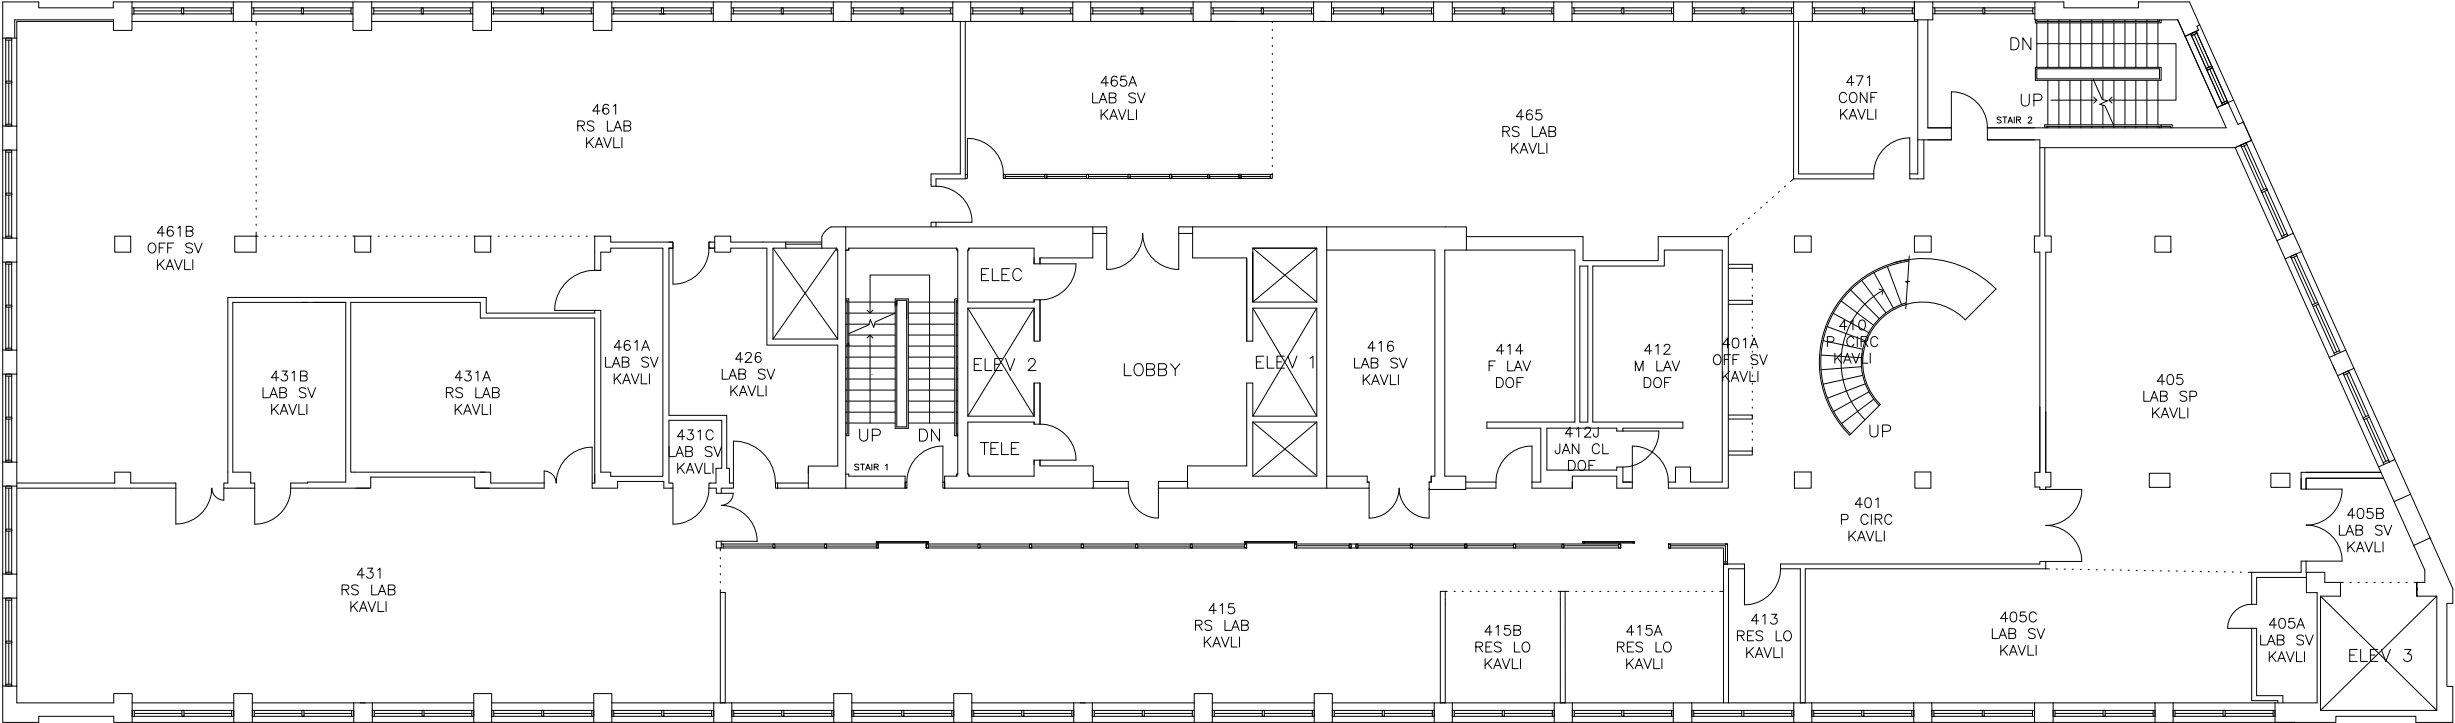 DN
UP
STAIR 2
471
CONF
KAVLI
465A
LAB SV
KAVLI
461
RS LAB
KAVLI
465
RS LAB
KAVLI
461B
OFF SV
KAVLI
ELEC
410
P CIRC
KAVLI
461A
LAB SV
KAVLI
426
LAB SV
KAVLI
ELEV 2
LOBBY
ELEV 1
416
LAB SV
KAVLI
414
F LAV
DOF
412
M LAV
DOF
401A
OFF SV
KAVLI
431B
LAB SV
KAVLI
431A
RS LAB
KAVLI
405
LAB SP
KAVLI
431C
LAB SV
KAVLI
UP
DN
STAIR 1
TELE
412J
JAN CL
DOF
UP
401
P CIRC
KAVLI
405B
LAB SV
KAVLI
431
RS LAB
KAVLI
415
RS LAB
KAVLI
415B
RES LO
KAVLI
415A
RES LO
KAVLI
413
RES LO
KAVLI
405C
LAB SV
KAVLI
405A
LAB SV
KAVLI
ELEV 3